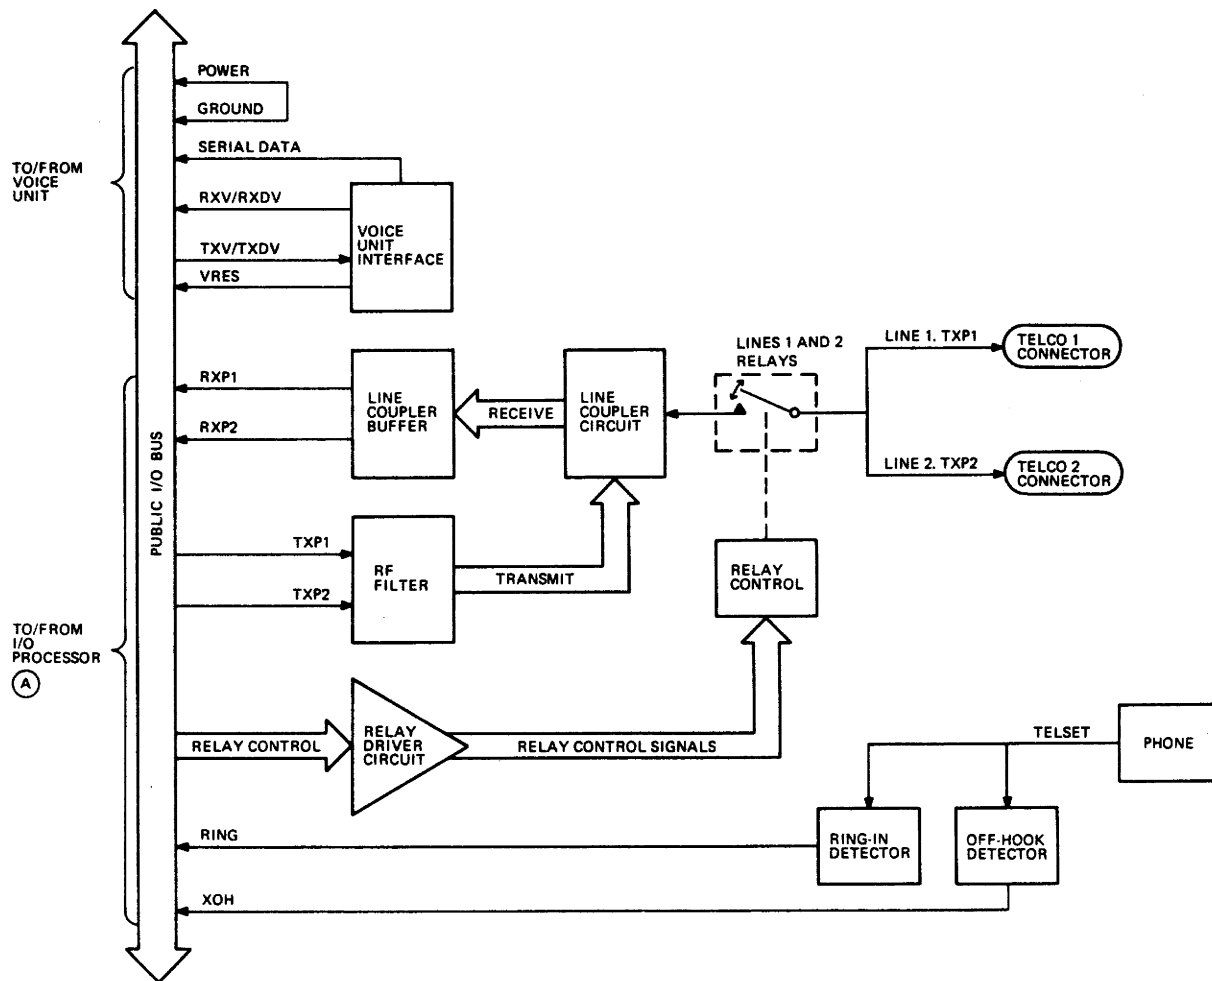 POWER
GROUND
SERIAL DATA
TO/FROM
VOICE
UNIT
RXV/RXDV
TXV/TXDV
VRES
VOICE
UNIT
INTERFACE
LINES 1 AND 2
RELAYS
LINE 1. TXP1
TELCO 1
CONNECTOR
RXP1
RXP2
LINE
COUPLER
BUFFER
RECEIVE
LINE
COUPLER
CIRCUIT
LINE 2. TXP2
TELCO 2
CONNECTOR
PUBLIC I/O BUS
TXP1
TXP2
RF
FILTER
TRANSMIT
RELAY
CONTROL
TO/FROM
I/O
PROCESSOR
A
RELAY CONTROL
RELAY
DRIVER
CIRCUIT
RELAY CONTROL SIGNALS
TELSET
PHONE
RING
RING-IN
DETECTOR
OFF-HOOK
DETECTOR
XOH